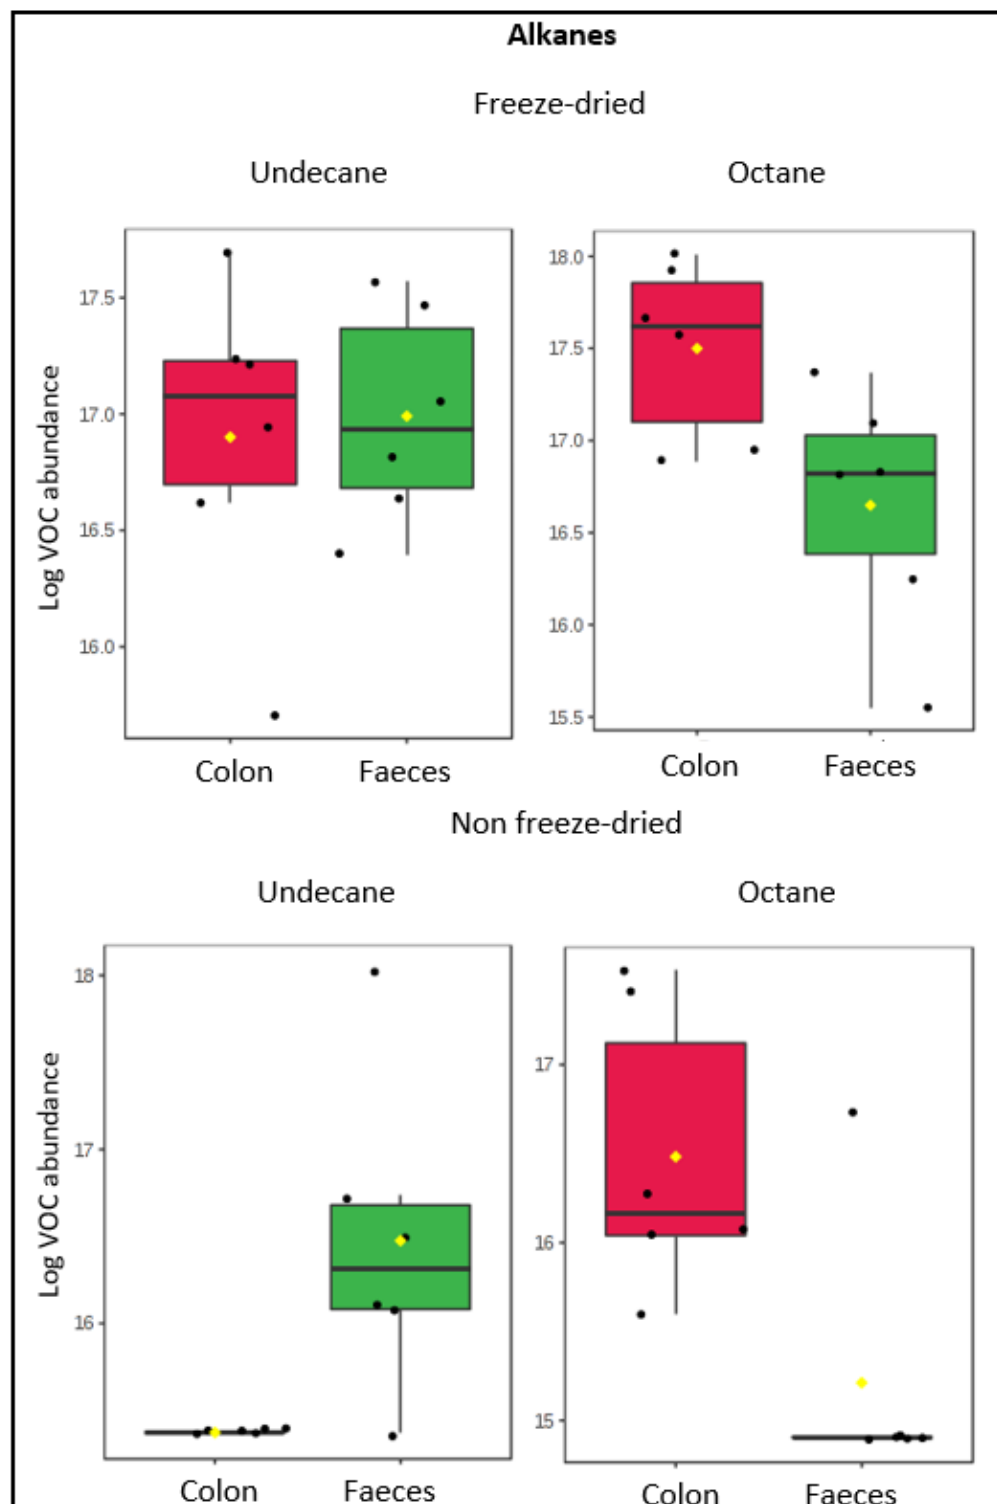 Alkanes
Freeze-dried
Undecane
Octane
Log VOC abundance
17.5
17.0
16.5
16.0
18.0
17.5
17.0
16.5
16.0
15.5
Colon
Faeces
Colon
Faeces
Non freeze-dried
Undecane
Octane
Log VOC abundance
18
17
16
17
16
15
Colon
Faeces
Colon
Faeces